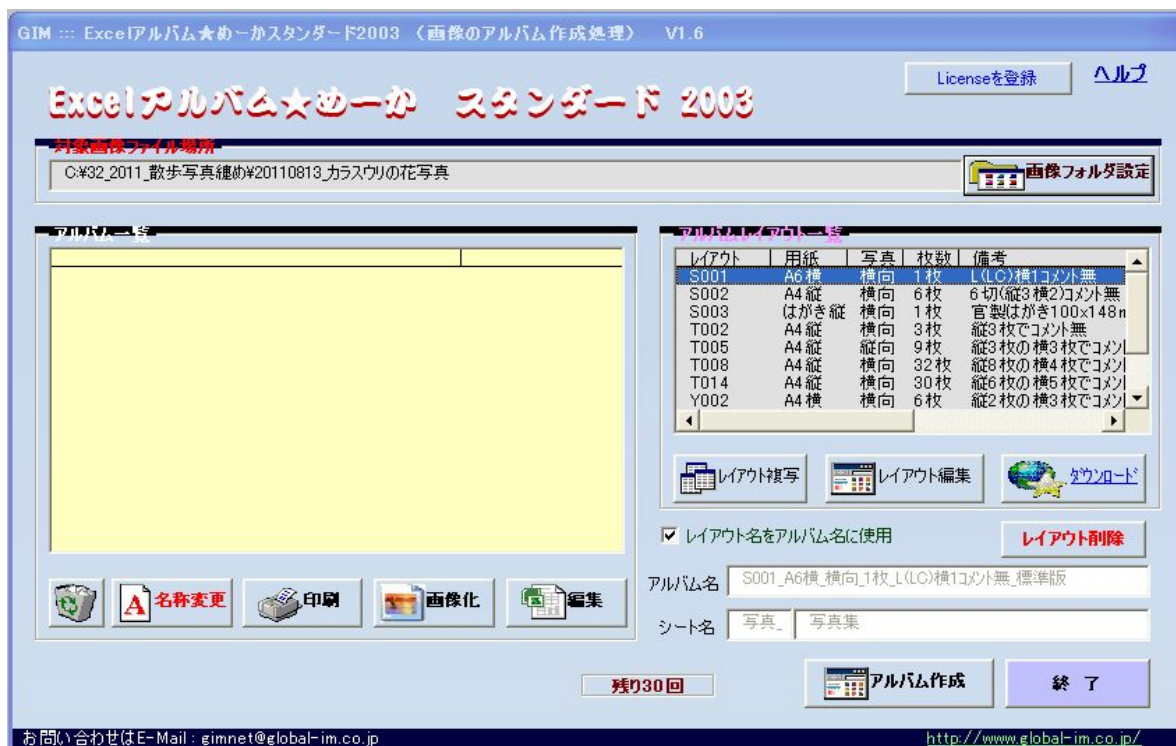 GIM ::: Excelアルバム★めーかスタンダード2003 （画像のアルバム作成処理） V1.6
Licenseを登録 ヘルプ
Excelアルバム★めーか スタンダード 2003
対象画像ファイル場所
C:¥32_2011_散歩写真纏め¥20110813_カラスウリの花写真
画像フォルダ設定
アルバム一覧
アルバムレイアウト一覧
レイアウト 用紙 写真 枚数 備考
S001 A6横 横向 1枚 L(LC)横1コメント無
S002 A4縦 横向 6枚 6切(縦3横2)コメント無
S003 はがき縦 横向 1枚 官製はがき100x148m
T002 A4縦 横向 3枚 縦3枚でコメント無
T005 A4縦 縦向 9枚 縦3枚の横3枚でコメン
T008 A4縦 横向 32枚 縦8枚の横4枚でコメン
T014 A4縦 横向 30枚 縦6枚の横5枚でコメン
Y002 A4横 横向 6枚 縦2枚の横3枚でコメン
レイアウト複写 レイアウト編集 ダウンロード
レイアウト名をアルバム名に使用 レイアウト削除
アルバム名 S001_A6横_横向_1枚_L(LC)横1コメント無_標準版
シート名 写真_ 写真集
名称変更 印刷 画像化 編集
残り30回 アルバム作成 終 了
お問い合わせはE-Mail : gimnet@global-im.co.jp http://www.global-im.co.jp/